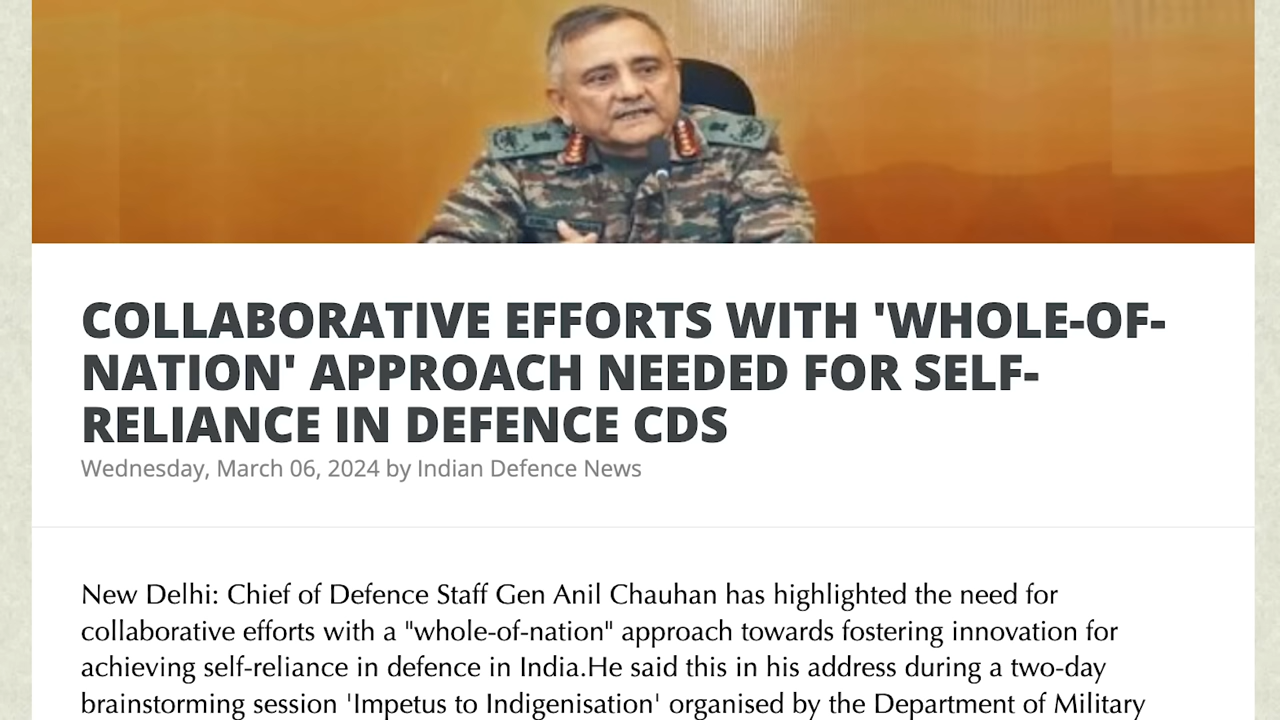 COLLABORATIVE EFFORTS WITH 'WHOLE-OF-
NATION' APPROACH NEEDED FOR SELF-
RELIANCE IN DEFENCE CDS
Wednesday, March 06, 2024 by Indian Defence News
New Delhi: Chief of Defence Staff Gen Anil Chauhan has highlighted the need for
collaborative efforts with a "whole-of-nation" approach towards fostering innovation for
achieving self-reliance in defence in India.He said this in his address during a two-day
brainstorming session 'Impetus to Indigenisation' organised by the Department of Military